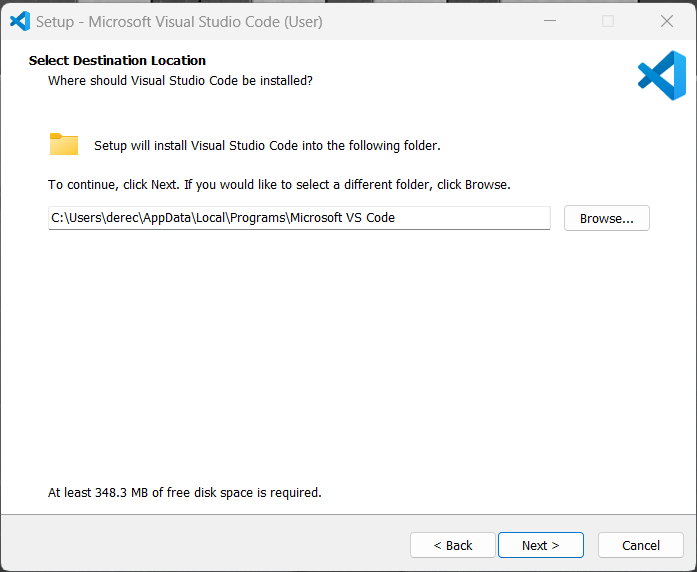 Setup - Microsoft Visual Studio Code (User)
Select Destination Location
Where should Visual Studio Code be installed?
Setup will install Visual Studio Code into the following folder.
To continue, click Next. If you would like to select a different folder, click Browse.
C:\Users\derec\AppData\Local\Programs\Microsoft VS Code
Browse...
At least 348.3 MB of free disk space is required.
< Back
Next >
Cancel